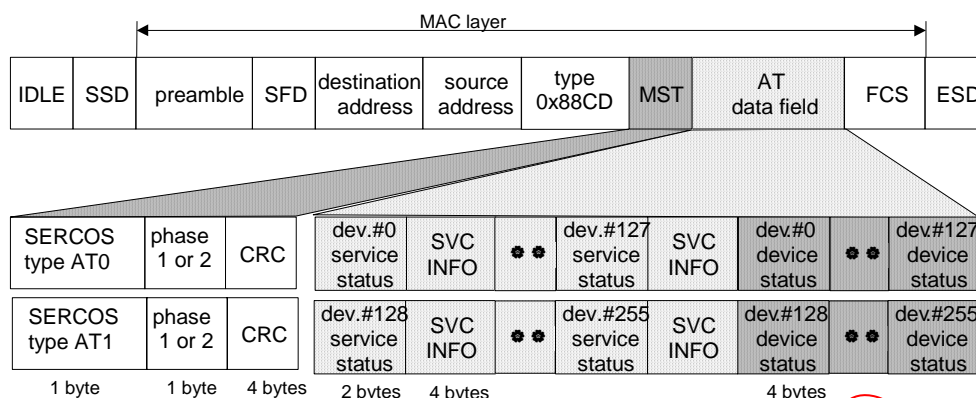 MAC layer
IDLE SSD preamble SFD destination address source address type 0x88CD MST AT data field FCS ESD
SERCOS type AT0 phase 1 or 2 CRC dev.#0 service status SVC INFO dev.#127 service status SVC INFO dev.#0 device status dev.#127 device status
SERCOS type AT1 phase 1 or 2 CRC dev.#128 service status SVC INFO dev.#255 service status SVC INFO dev.#128 device status dev.#255 device status
1 byte 1 byte 4 bytes 2 bytes 4 bytes 4 bytes